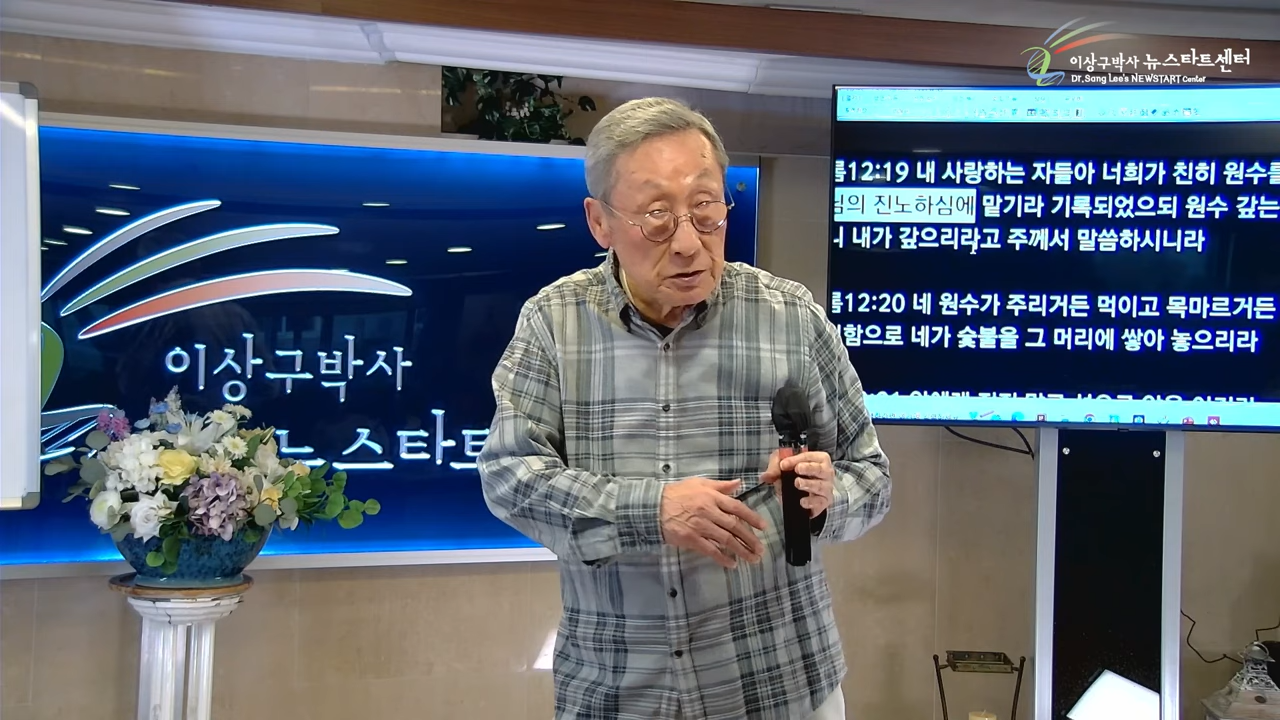 이상구박사 뉴스타트센터
Dr. Sang Lee's NEWSTART Center
이상구박사
뉴스타트
롬12:19 내 사랑하는 자들아 너희가 친히 원수를
님의 진노하심에 맡기라 기록되었으되 원수 갚는
내가 갚으리라고 주께서 말씀하시니라
롬12:20 네 원수가 주리거든 먹이고 목마르거든
함으로 네가 숯불을 그 머리에 쌓아 놓으리라